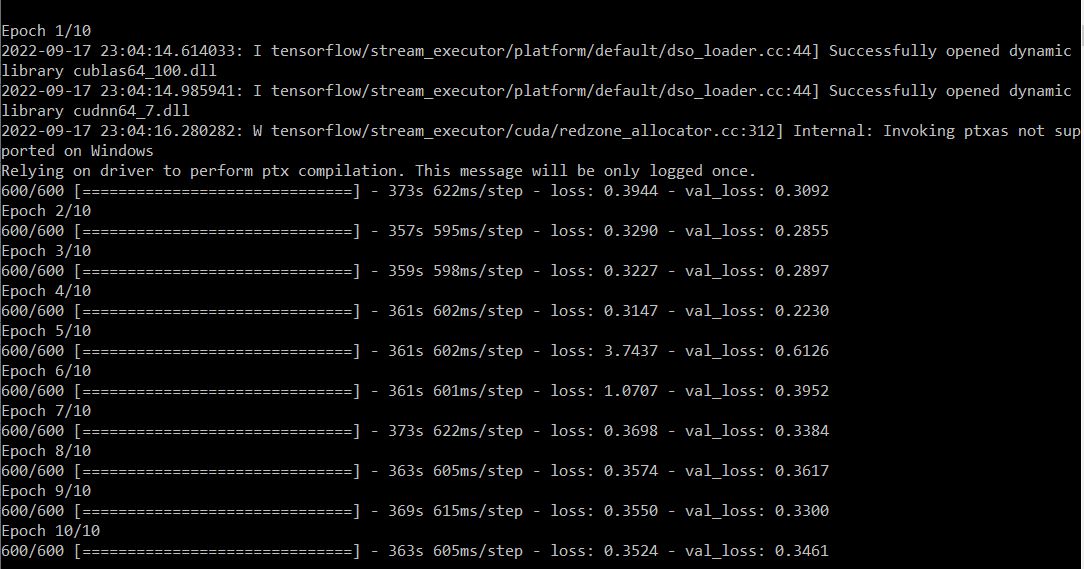 Epoch 1/10
2022-09-17 23:04:14.614033: I tensorflow/stream_executor/platform/default/dso_loader.cc:44] Successfully opened dynamic
library cublas64_100.dll
2022-09-17 23:04:14.985941: I tensorflow/stream_executor/platform/default/dso_loader.cc:44] Successfully opened dynamic
library cudnn64_7.dll
2022-09-17 23:04:16.280282: W tensorflow/stream_executor/cuda/redzone_allocator.cc:312] Internal: Invoking ptxas not sup
ported on Windows
Relying on driver to perform ptx compilation. This message will be only logged once.
600/600 [==============================] - 373s 622ms/step - loss: 0.3944 - val_loss: 0.3092
Epoch 2/10
600/600 [==============================] - 357s 595ms/step - loss: 0.3290 - val_loss: 0.2855
Epoch 3/10
600/600 [==============================] - 359s 598ms/step - loss: 0.3227 - val_loss: 0.2897
Epoch 4/10
600/600 [==============================] - 361s 602ms/step - loss: 0.3147 - val_loss: 0.2230
Epoch 5/10
600/600 [==============================] - 361s 602ms/step - loss: 3.7437 - val_loss: 0.6126
Epoch 6/10
600/600 [==============================] - 361s 601ms/step - loss: 1.0707 - val_loss: 0.3952
Epoch 7/10
600/600 [==============================] - 373s 622ms/step - loss: 0.3698 - val_loss: 0.3384
Epoch 8/10
600/600 [==============================] - 363s 605ms/step - loss: 0.3574 - val_loss: 0.3617
Epoch 9/10
600/600 [==============================] - 369s 615ms/step - loss: 0.3550 - val_loss: 0.3300
Epoch 10/10
600/600 [==============================] - 363s 605ms/step - loss: 0.3524 - val_loss: 0.3461